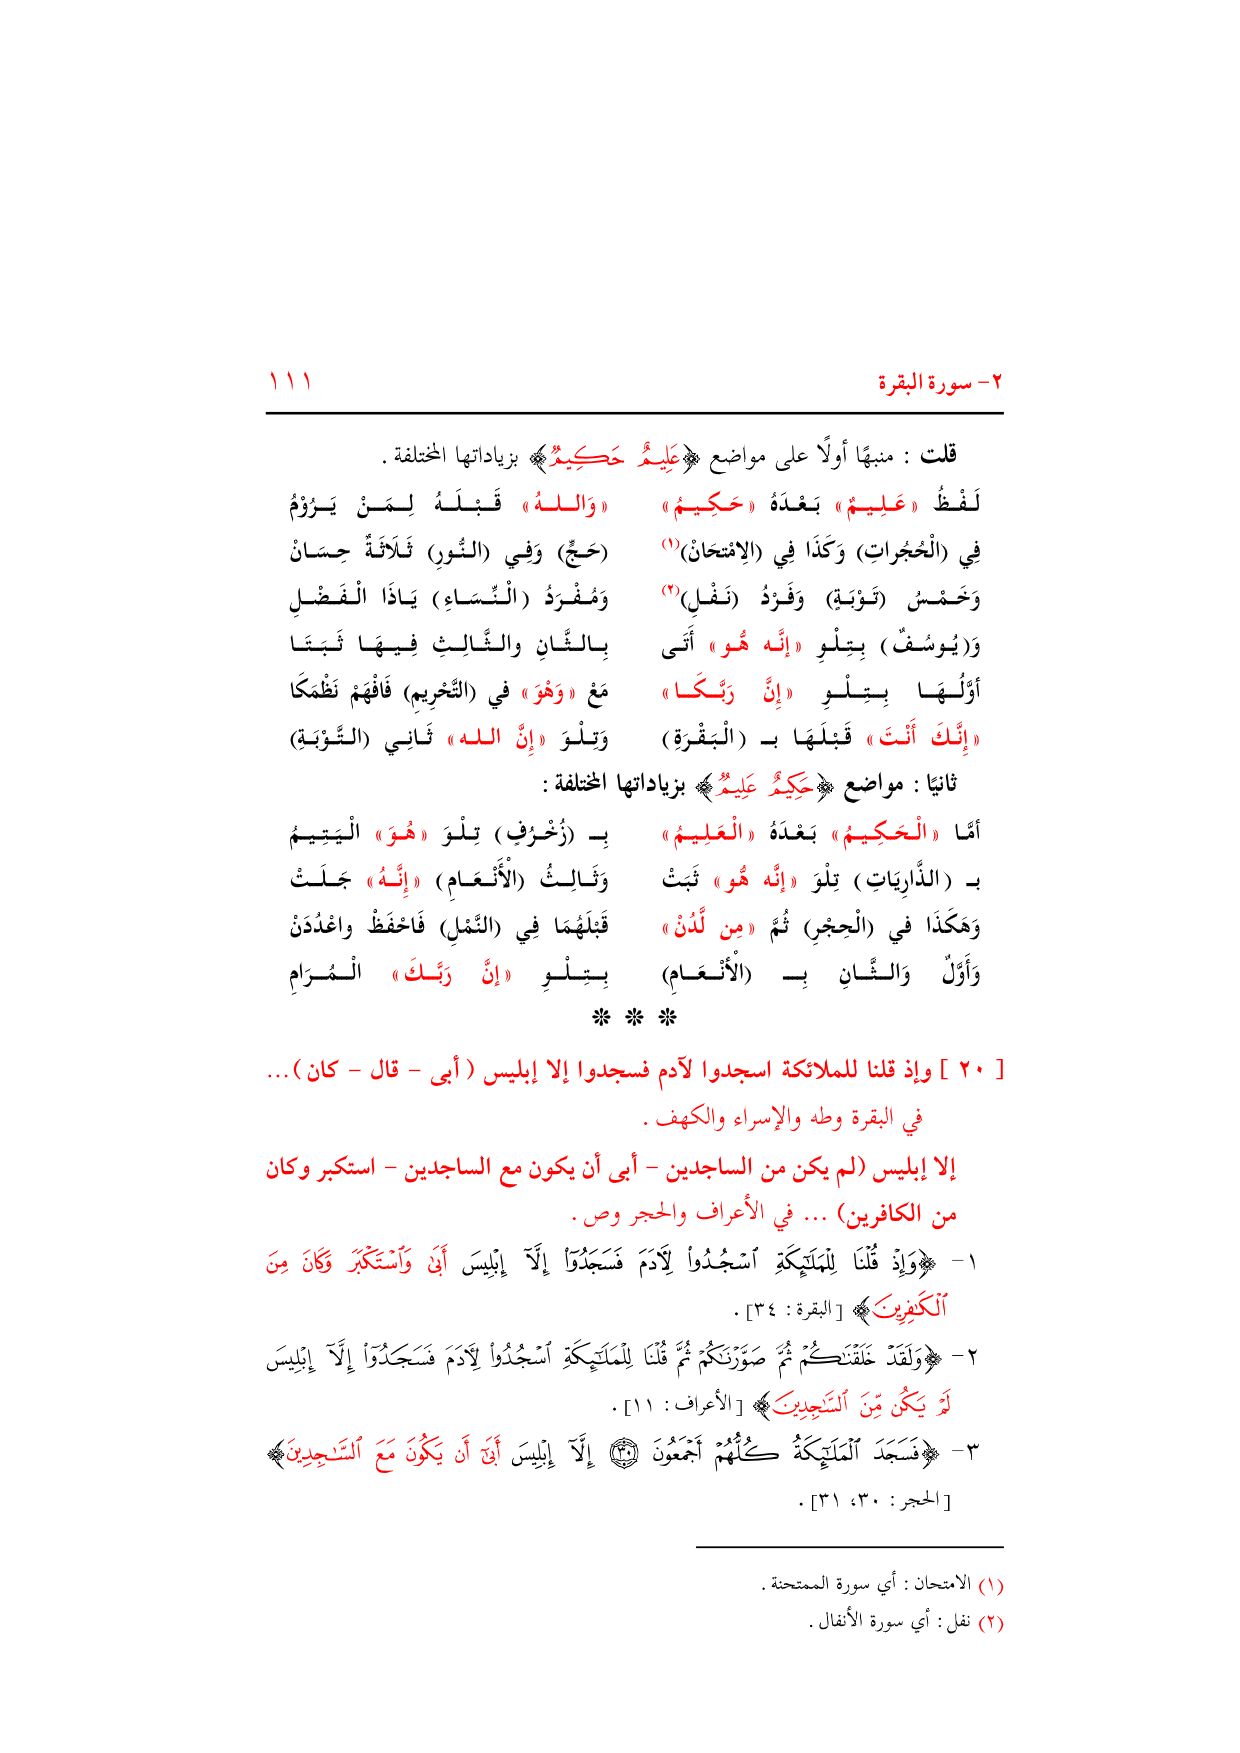 ٢- سورة البقرة ١١١
قلت : منبهًا أولًا على مواضع ﴿عَلِيمٌ حَكِيمٌ﴾ بزياداتها المختلفة .
لَفْظُ «عَلِيمٌ» بَعْدَهُ «حَكِيمُ» «وَاللهُ» قَبْلَهُ لِمَنْ يَرُوْمُ
فِي (الْحُجُراتِ) وَكَذَا فِي (الِامْتحَانْ)(١) (حَجٍّ) وَفِي (النُّورِ) ثَلَاثَةٌ حِسَانْ
وَخَمْسُ (تَوْبَةٍ) وَفَرْدُ (نَفْلِ)(٢) وَمُفْرَدُ (النِّسَاءِ) يَاذَا الْفَضْلِ
وَ(يُوسُفٌ) بِتِلْوِ «إنَّه هُو» أَتَى بِالثَّانِ والثَّالِثِ فِيهَا ثَبَتَا
أوَّلُهَا بِتِلْوِ «إِنَّ رَبَّكَا» مَعْ «وَهْوَ» في (التَّحْرِيمِ) فَافْهَمْ نَظْمَكَا
«إِنَّكَ أَنْتَ» قَبْلَهَا بـ (الْبَقْرَةِ) وَتِلْوَ «إِنَّ الله» ثَانِي (التَّوْبَةِ)
ثانيًا : مواضع ﴿حَكِيمٌ عَلِيمٌ﴾ بزياداتها المختلفة :
أمَّا «الْحَكِيمُ» بَعْدَهُ «الْعَلِيمُ» بِـ (زُخْرُفٍ) تِلْوَ «هُوَ» الْيَتِيمُ
بـ (الذَّارِيَاتِ) تِلْوَ «إنَّه هُّو» ثَبَتْ وَثَالِثُ (الْأَنْعَامِ) «إِنَّهُ» جَلَتْ
وَهَكَذَا في (الْحِجْرِ) ثُمَّ «مِن لَّدُنْ» قَبْلَهُمَا فِي (النَّمْلِ) فَاحْفَظْ واعْدُدَنْ
وَأَوَّلٌ وَالثَّانِ بِـ (الْأَنْعَامِ) بِتِلْوِ «إِنَّ رَبَّكَ» الْمُرَامِ
* * *
[ ٢٠ ] وإذ قلنا للملائكة اسجدوا لآدم فسجدوا إلا إبليس ( أبى - قال - كان )...
في البقرة وطه والإسراء والكهف .
إلا إبليس (لم يكن من الساجدين - أبى أن يكون مع الساجدين - استكبر وكان
من الكافرين) ... في الأعراف والحجر وص .
١- ﴿وَإِذْ قُلْنَا لِلْمَلَٰٓئِكَةِ ٱسْجُدُوا۟ لِءَادَمَ فَسَجَدُوٓا۟ إِلَّآ إِبْلِيسَ أَبَىٰ وَٱسْتَكْبَرَ وَكَانَ مِنَ
ٱلْكَٰفِرِينَ﴾ [البقرة : ٣٤] .
٢- ﴿وَلَقَدْ خَلَقْنَٰكُمْ ثُمَّ صَوَّرْنَٰكُمْ ثُمَّ قُلْنَا لِلْمَلَٰٓئِكَةِ ٱسْجُدُوا۟ لِءَادَمَ فَسَجَدُوٓا۟ إِلَّآ إِبْلِيسَ
لَمْ يَكُن مِّنَ ٱلسَّٰجِدِينَ﴾ [الأعراف : ١١] .
٣- ﴿فَسَجَدَ ٱلْمَلَٰٓئِكَةُ كُلُّهُمْ أَجْمَعُونَ ٣٠ إِلَّآ إِبْلِيسَ أَبَىٰٓ أَن يَكُونَ مَعَ ٱلسَّٰجِدِينَ﴾
[الحجر : ٣٠، ٣١] .
(١) الامتحان : أي سورة الممتحنة .
(٢) نفل : أي سورة الأنفال .